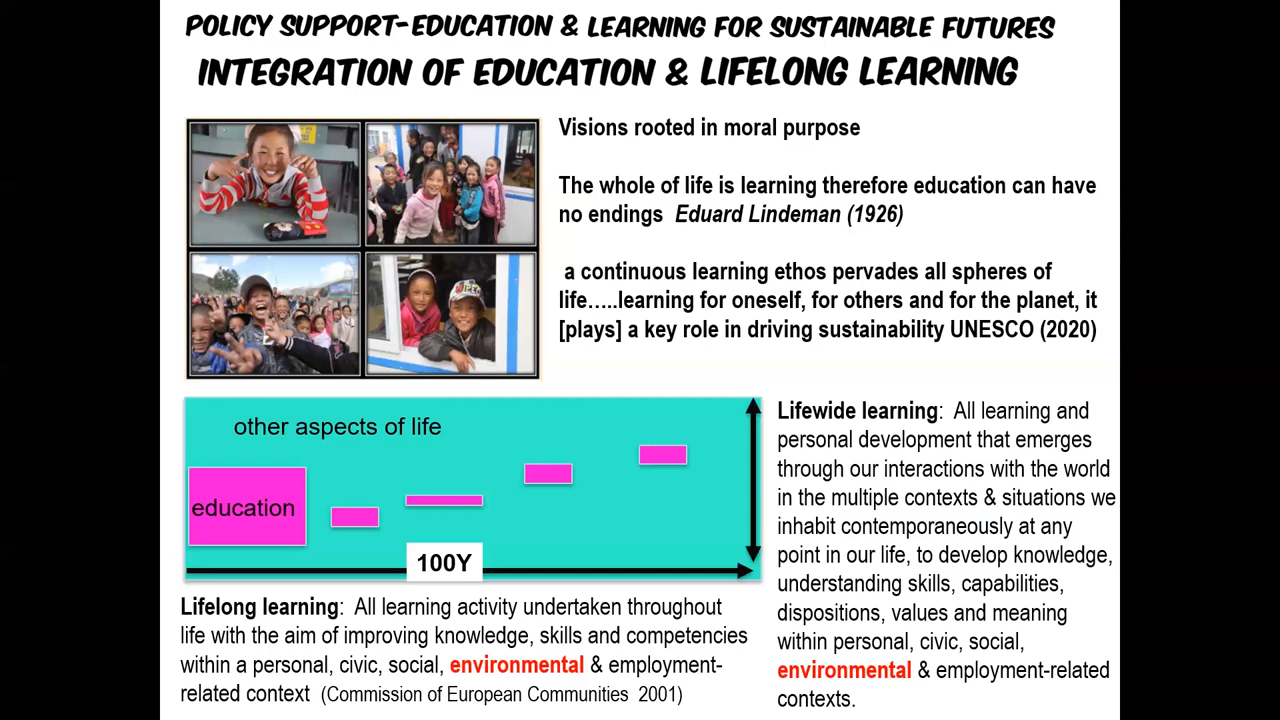 POLICY SUPPORT-EDUCATION & LEARNING FOR SUSTAINABLE FUTURES
INTEGRATION OF EDUCATION & LIFELONG LEARNING
Visions rooted in moral purpose
The whole of life is learning therefore education can have
no endings Eduard Lindeman (1926)
a continuous learning ethos pervades all spheres of
life…..learning for oneself, for others and for the planet, it
[plays] a key role in driving sustainability UNESCO (2020)
other aspects of life
education
100Y
Lifelong learning: All learning activity undertaken throughout
life with the aim of improving knowledge, skills and competencies
within a personal, civic, social, environmental & employment-
related context (Commission of European Communities 2001)
Lifewide learning: All learning and
personal development that emerges
through our interactions with the world
in the multiple contexts & situations we
inhabit contemporaneously at any
point in our life, to develop knowledge,
understanding skills, capabilities,
dispositions, values and meaning
within personal, civic, social,
environmental & employment-related
contexts.